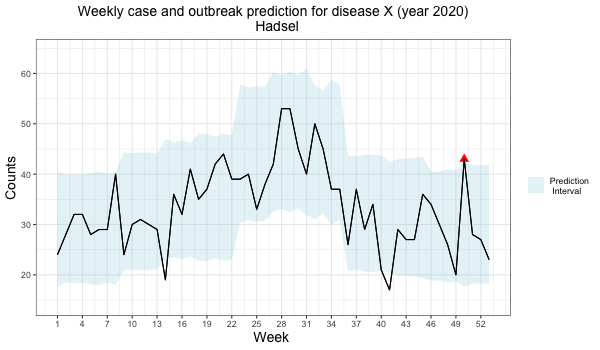 Weekly case and outbreak prediction for disease X (year 2020)
Hadsel
60
50
40
30
20
Counts
1 4 7 10 13 16 19 22 25 28 31 34 37 40 43 46 49 52
Week
Prediction
Interval